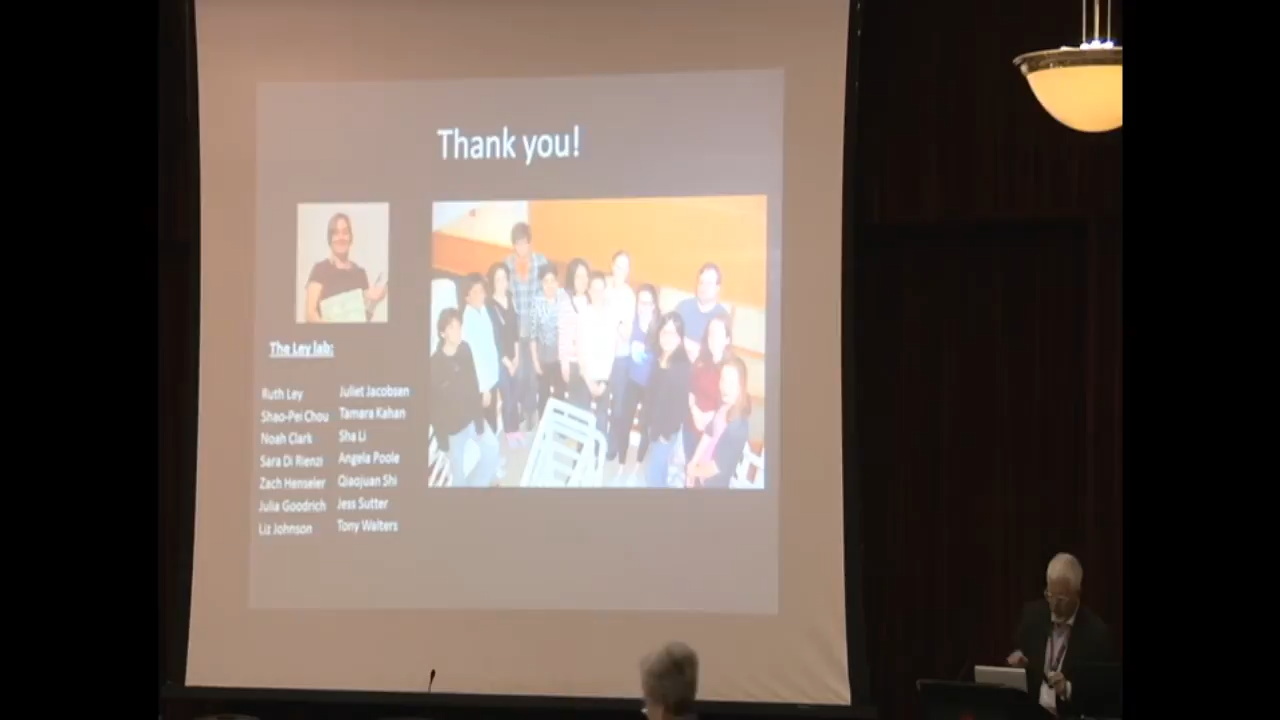 Thank you!
The Ley lab:
Ruth Ley
Shao-Pei Chou
Noah Clark
Sara Di Rienzi
Zach Henseler
Julia Goodrich
Liz Johnson
Juliet Jacobsen
Tamara Kahan
Sha Li
Angela Poole
Qiaojuan Shi
Jess Sutter
Tony Walters